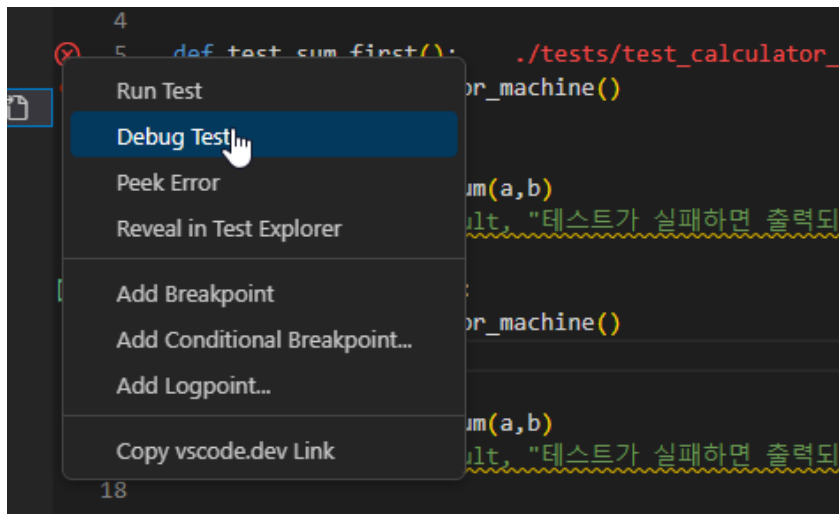 4
5 def test_sum_first(): ./tests/test_calculator_
Run Test
or_machine()
Debug Test
Peek Error
um(a,b)
Reveal in Test Explorer
ult, "테스트가 실패하면 출력되
Add Breakpoint
:
Add Conditional Breakpoint...
or_machine()
Add Logpoint...
um(a,b)
Copy vscode.dev Link
ult, "테스트가 실패하면 출력되
18